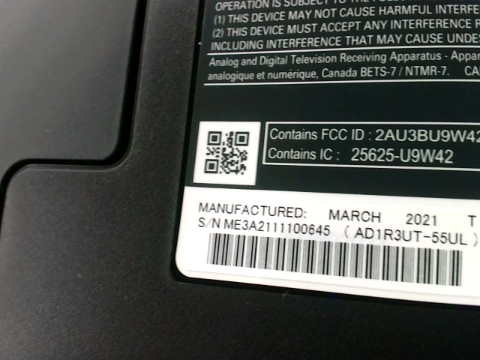 OPERATION IS SUBJECT TO THE
(1) THIS DEVICE MAY NOT CAUSE HARMFUL INTERFE
(2) THIS DEVICE MUST ACCEPT ANY INTERFERENCE R
INCLUDING INTERFERENCE THAT MAY CAUSE UNDES
Analog and Digital Television Receiving Apparatus - Appar
analogique et numérique, Canada BETS-7 / NTMR-7. CA
Contains FCC ID : 2AU3BU9W42
Contains IC : 25625-U9W42
MANUFACTURED: MARCH 2021 T
S/N ME3A2111100645 ( AD1R3UT-55UL )